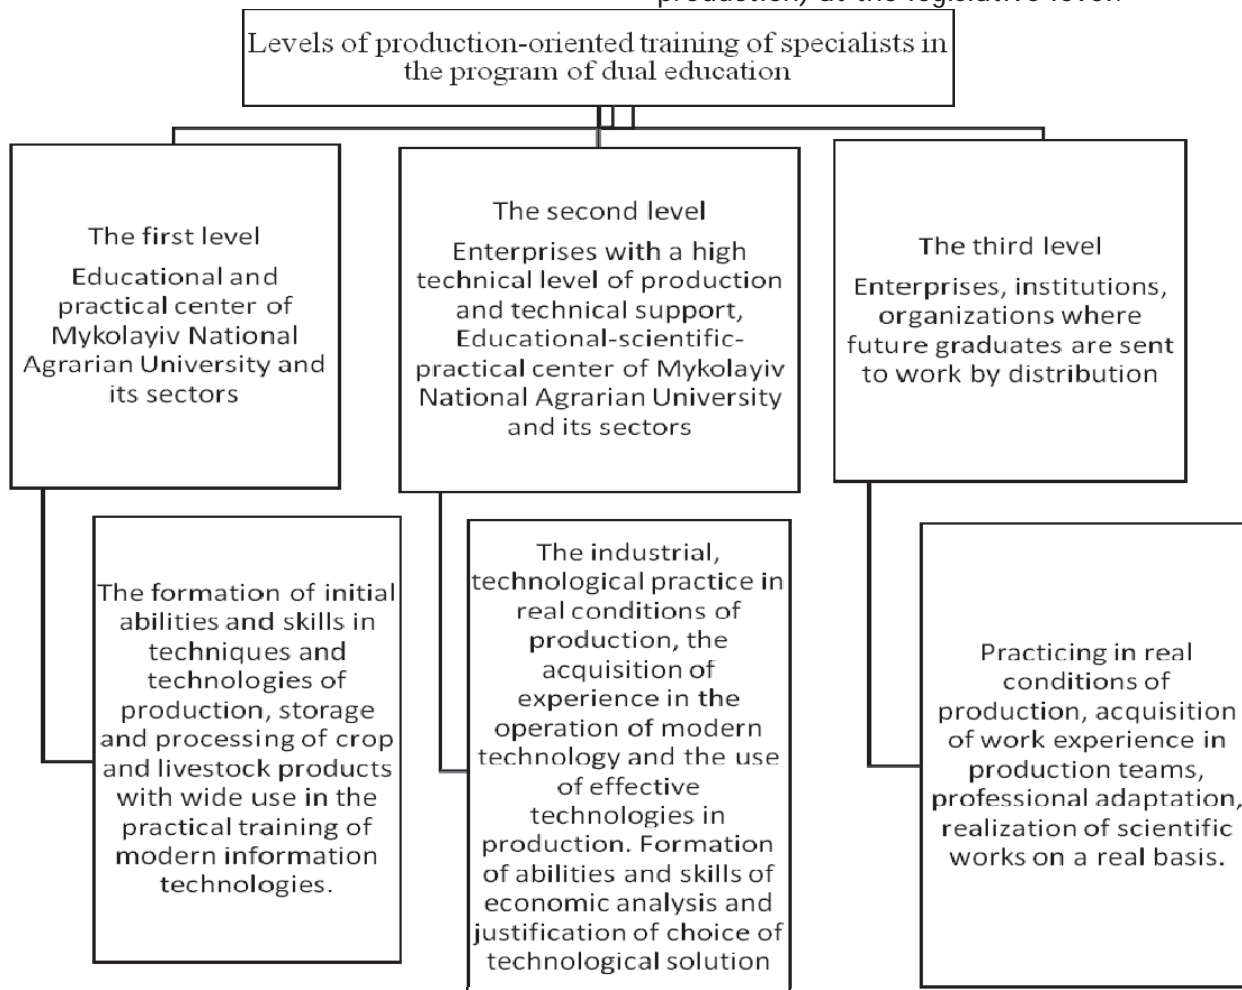 production) at the legislative level.
Levels of production-oriented training of specialists in
the program of dual education
The first level
Educational and
practical center of
Mykolayiv National
Agrarian University and
its sectors
The second level
Enterprises with a high
technical level of production
and technical support,
Educational-scientific-
practical center of Mykolayiv
National Agrarian University
and its sectors
The third level
Enterprises, institutions,
organizations where
future graduates are sent
to work by distribution
The formation of initial
abilities and skills in
techniques and
technologies of
production, storage
and processing of crop
and livestock products
with wide use in the
practical training of
modern information
technologies.
The industrial,
technological practice in
real conditions of
production, the
acquisition of
experience in the
operation of modern
technology and the use
of effective
technologies in
production. Formation
of abilities and skills of
economic analysis and
justification of choice of
technological solution
Practicing in real
conditions of
production, acquisition
of work experience in
production teams,
professional adaptation,
realization of scientific
works on a real basis.